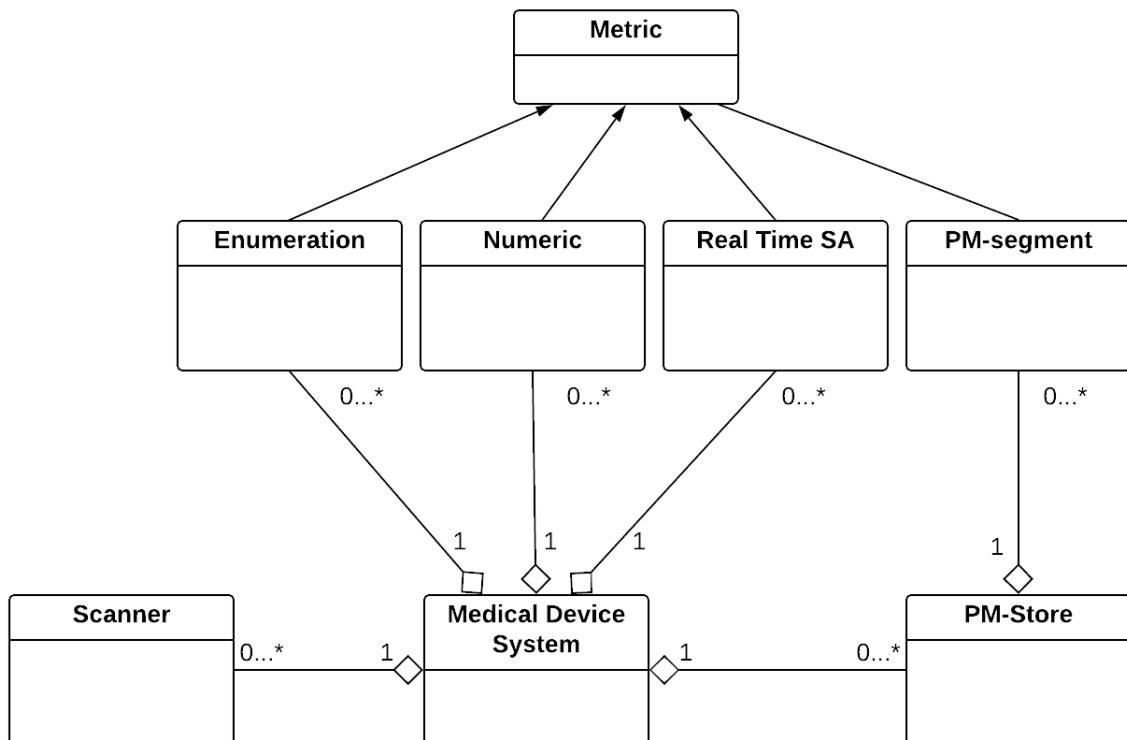 Metric
Enumeration
Numeric
Real Time SA
PM-segment
0...*
0...*
0...*
0...*
1
1
1
1
Scanner
Medical Device
System
PM-Store
0...*
1
1
0...*